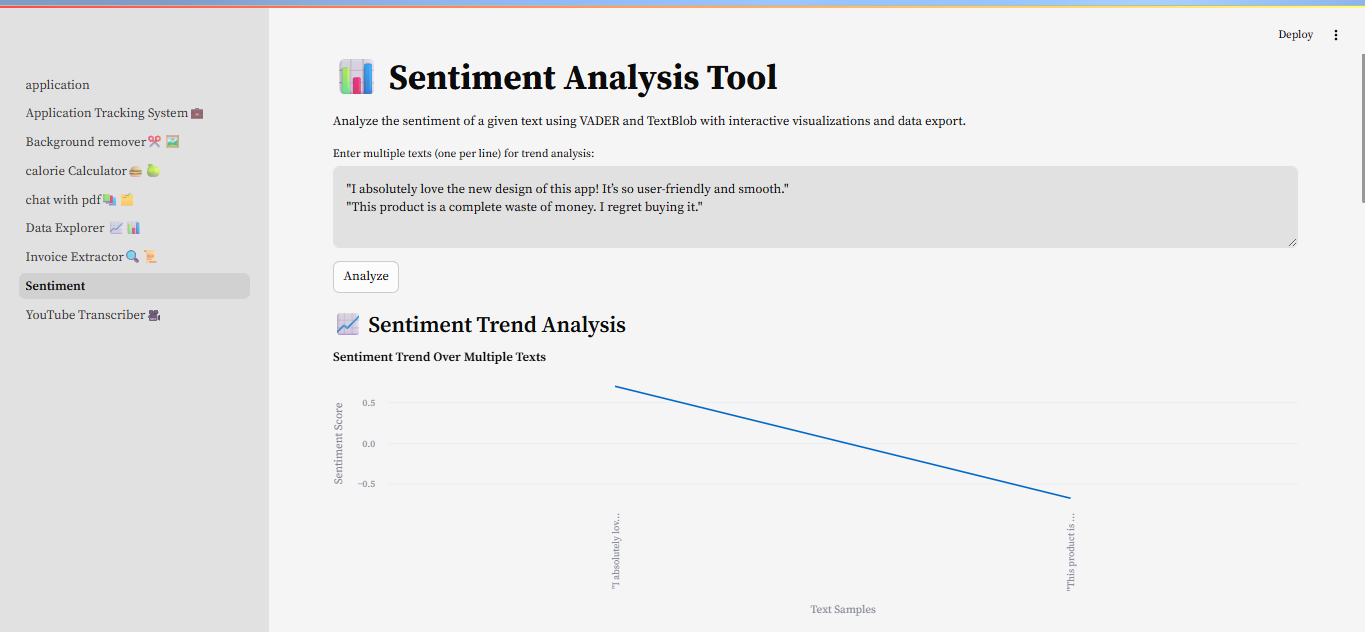 Deploy
application
Application Tracking System💼
Background remover✂️ 🖼️
calorie Calculator🍔 🍏
chat with pdf📚 🗂️
Data Explorer 📈 📊
Invoice Extractor🔍 📜
Sentiment
YouTube Transcriber🎥
📊 Sentiment Analysis Tool
Analyze the sentiment of a given text using VADER and TextBlob with interactive visualizations and data export.
Enter multiple texts (one per line) for trend analysis:
"I absolutely love the new design of this app! It's so user-friendly and smooth."
"This product is a complete waste of money. I regret buying it."
Analyze
📈 Sentiment Trend Analysis
Sentiment Trend Over Multiple Texts
Sentiment Score
0.5
0.0
−0.5
"I absolutely lov...
"This product is ...
Text Samples